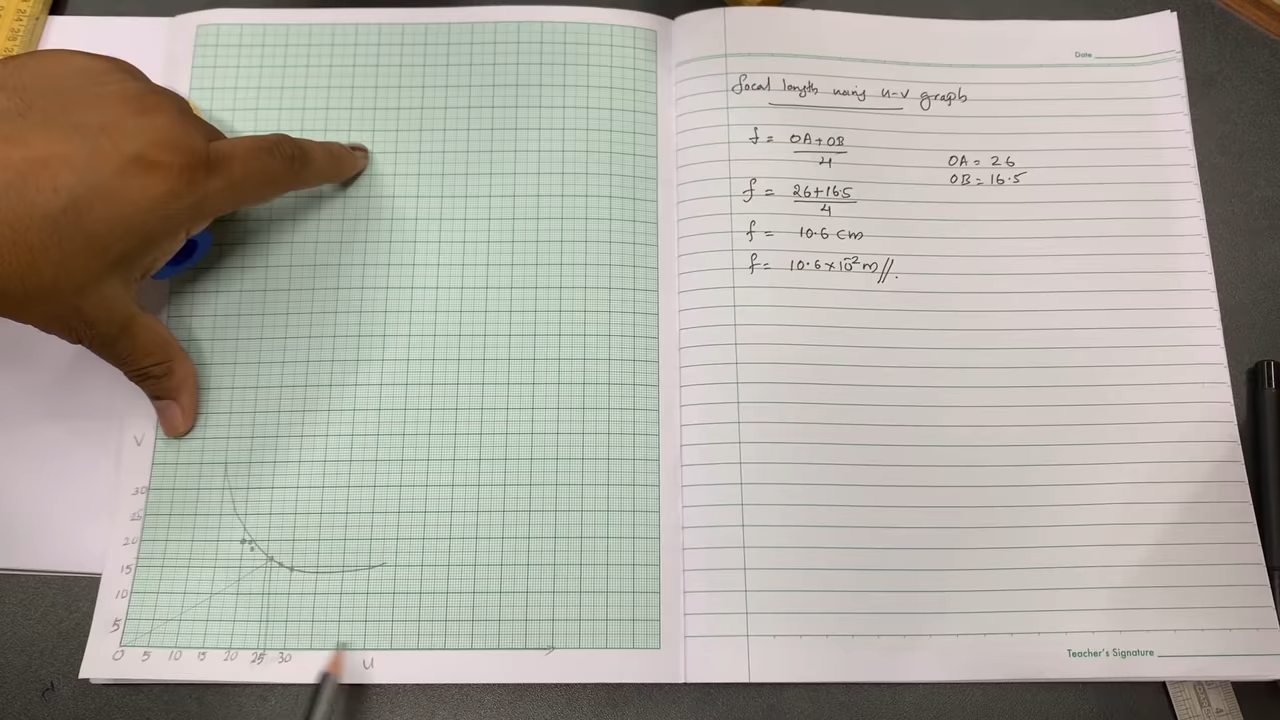 V
30
25
20
15
10
5
0 5 10 15 20 25 30
u
Date
focal length using u-v graph
f = OA+OB
4
OA = 26
OB = 16.5
f = 26+16.5
4
f = 10.6 cm
f = 10.6×10⁻² m//.
Teacher's Signature